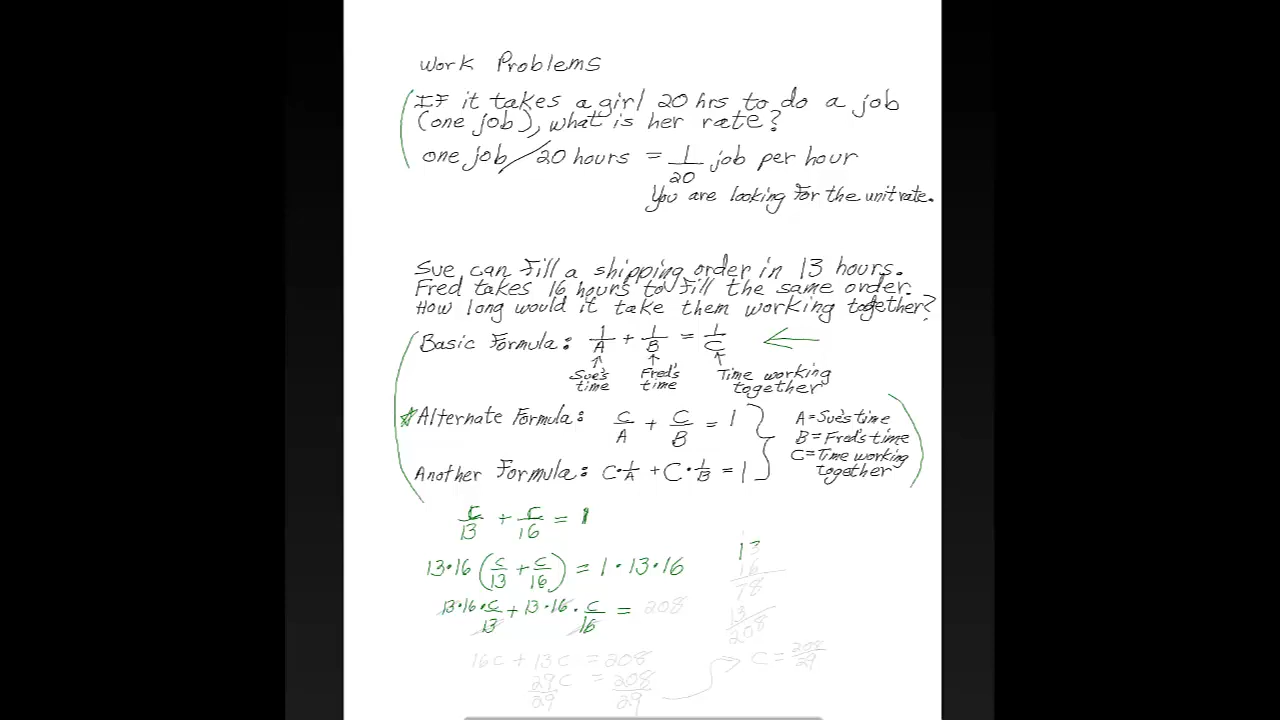 Work Problems
IF it takes a girl 20 hrs to do a job
(one job), what is her rate?
one job / 20 hours = 1/20 job per hour
You are looking for the unit rate.
Sue can fill a shipping order in 13 hours.
Fred takes 16 hours to fill the same order.
How long would it take them working together?
Basic Formula: 1/A + 1/B = 1/C
Sue's time
Fred's time
Time working together
*Alternate Formula: C/A + C/B = 1
Another Formula: C·1/A + C·1/B = 1
A=Sue's time
B=Fred's time
C=Time working
together
C/13 + C/16 = 1
13·16 (C/13 + C/16) = 1·13·16
13·16·C/13 + 13·16·C/16 = 208
16C + 13C = 208
29C/29 = 208/29
C = 208/29
13
16
78
13
208